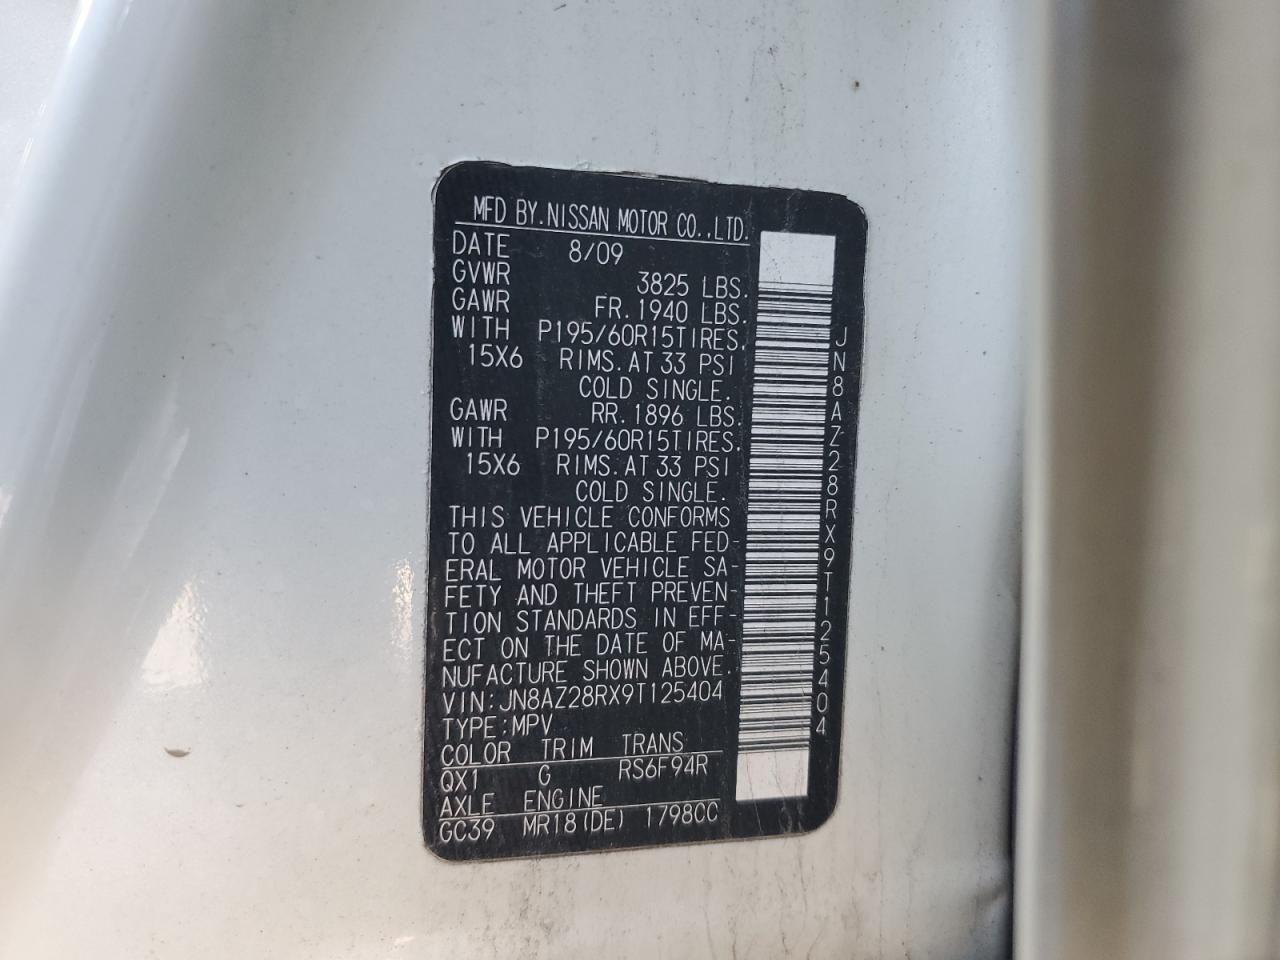 MFD BY.NISSAN MOTOR CO.,LTD.
DATE 8/09
GVWR 3825 LBS.
GAWR FR. 1940 LBS.
WITH P195/60R15TIRES.
15X6 RIMS. AT 33 PSI
COLD SINGLE.
GAWR RR. 1896 LBS.
WITH P195/60R15TIRES.
15X6 RIMS. AT 33 PSI
COLD SINGLE.
THIS VEHICLE CONFORMS
TO ALL APPLICABLE FED-
ERAL MOTOR VEHICLE SA-
FETY AND THEFT PREVEN-
TION STANDARDS IN EFF-
ECT ON THE DATE OF MA-
NUFACTURE SHOWN ABOVE.
VIN:JN8AZ28RX9T125404
TYPE:MPV
COLOR TRIM TRANS
QX1 G RS6F94R
AXLE ENGINE
GC39 MR18(DE) 1798CC
JN8AZ28RX9T125404